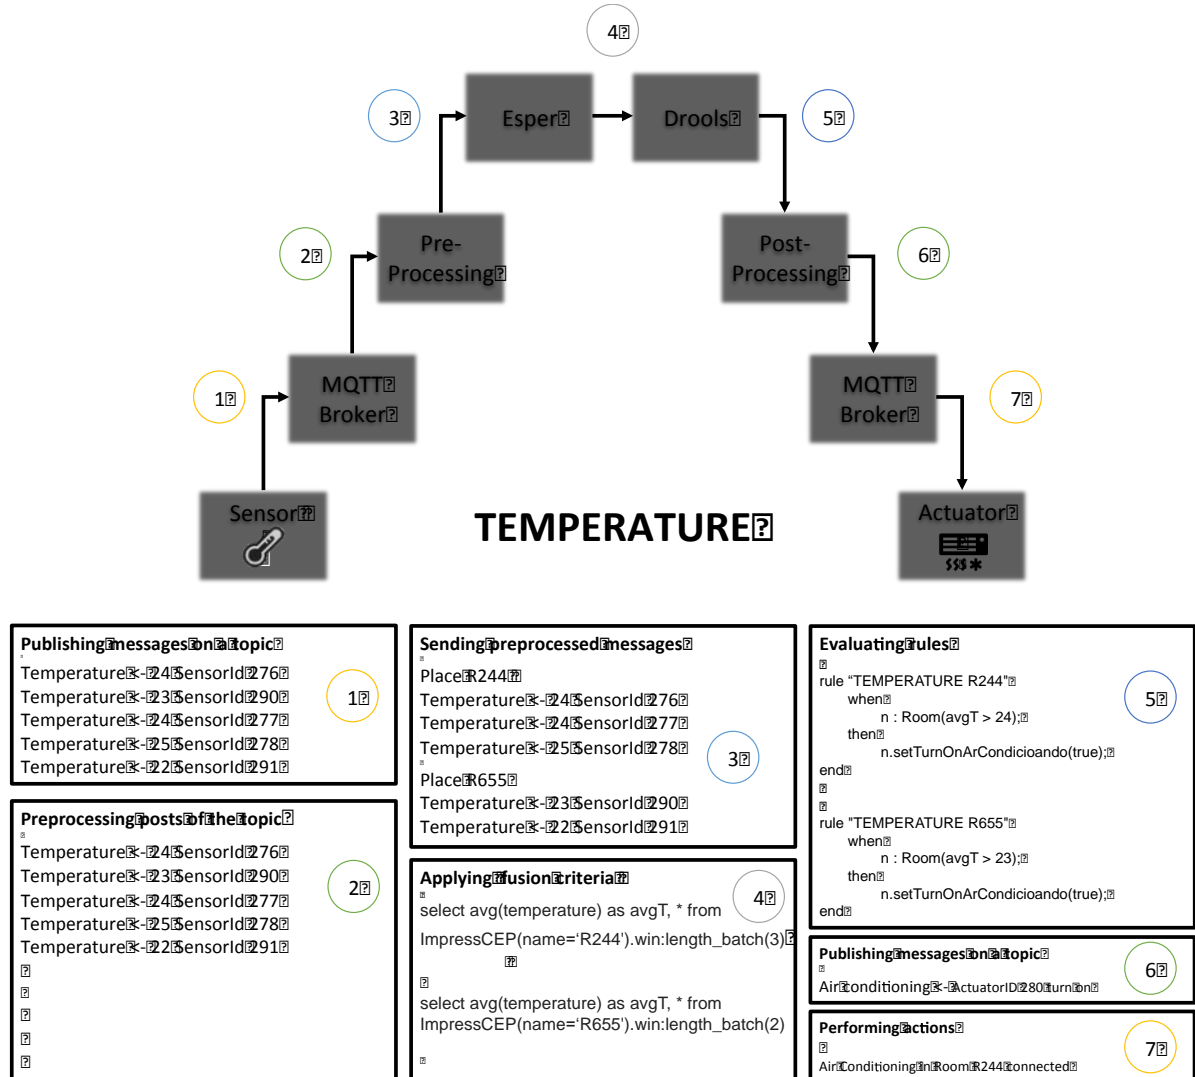 4
3
Esper
Drools
5
2
Pre-
Processing
Post-
Processing
6
1
MQTT
Broker
MQTT
Broker
7
Sensor
TEMPERATURE
Actuator
Publishing messages on a topic
Temperature <- 24 SensorId 276
Temperature <- 23 SensorId 290
Temperature <- 24 SensorId 277
Temperature <- 25 SensorId 278
Temperature <- 22 SensorId 291
1
Preprocessing posts of the topic
Temperature <- 24 SensorId 276
Temperature <- 23 SensorId 290
Temperature <- 24 SensorId 277
Temperature <- 25 SensorId 278
Temperature <- 22 SensorId 291
2
Sending preprocessed messages
Place R244
Temperature <- 24 SensorId 276
Temperature <- 24 SensorId 277
Temperature <- 25 SensorId 278
Place R655
Temperature <- 23 SensorId 290
Temperature <- 22 SensorId 291
3
Applying fusion criteria
select avg(temperature) as avgT, * from
ImpressCEP(name='R244').win:length_batch(3)
select avg(temperature) as avgT, * from
ImpressCEP(name='R655').win:length_batch(2)
4
Evaluating rules
rule "TEMPERATURE R244"
when
n : Room(avgT > 24);
then
n.setTurnOnArCondicioando(true);
end
rule "TEMPERATURE R655"
when
n : Room(avgT > 23);
then
n.setTurnOnArCondicioando(true);
end
5
Publishing messages on a topic
Air conditioning <- ActuatorID 280 turn on
6
Performing actions
Air Conditioning in Room R244 connected
7